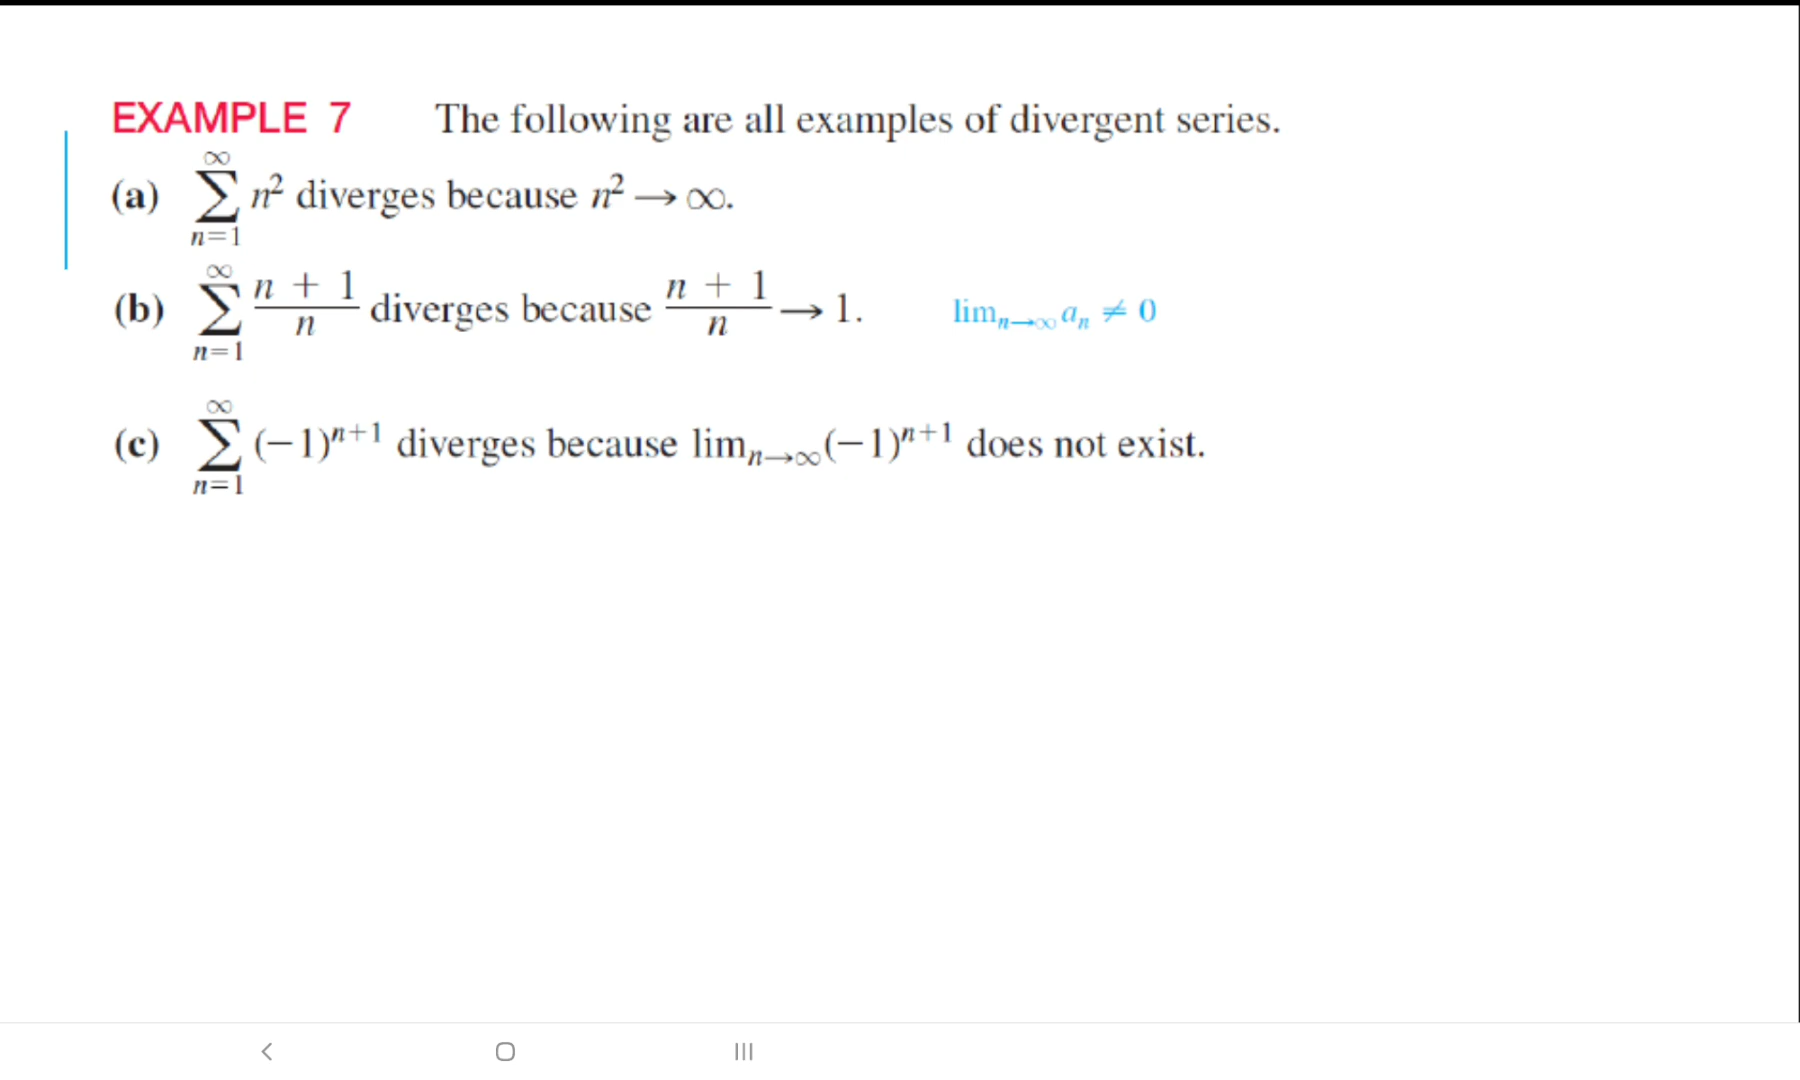 EXAMPLE 7 The following are all examples of divergent series.
(a) ∑_{n=1}^{∞} n² diverges because n² → ∞.
(b) ∑_{n=1}^{∞} (n + 1)/n diverges because (n + 1)/n → 1. lim_{n→∞} aₙ ≠ 0
(c) ∑_{n=1}^{∞} (−1)^{n+1} diverges because lim_{n→∞}(−1)^{n+1} does not exist.